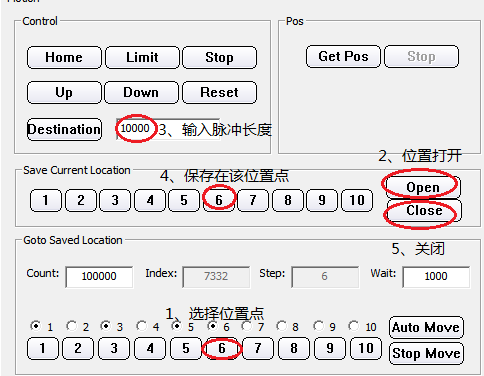 Control
Pos
Home Limit Stop
Get Pos Stop
Up Down Reset
Destination 10000 3、输入脉冲长度
2、位置打开
Save Current Location
4、保存在该位置点
Open
1 2 3 4 5 6 7 8 9 10
Close
5、关闭
Goto Saved Location
Count: 100000 Index: 7332 Step: 6 Wait: 1000
1、选择位置点
1 2 3 4 5 6 7 8 9 10
Auto Move
1 2 3 4 5 6 7 8 9 10
Stop Move